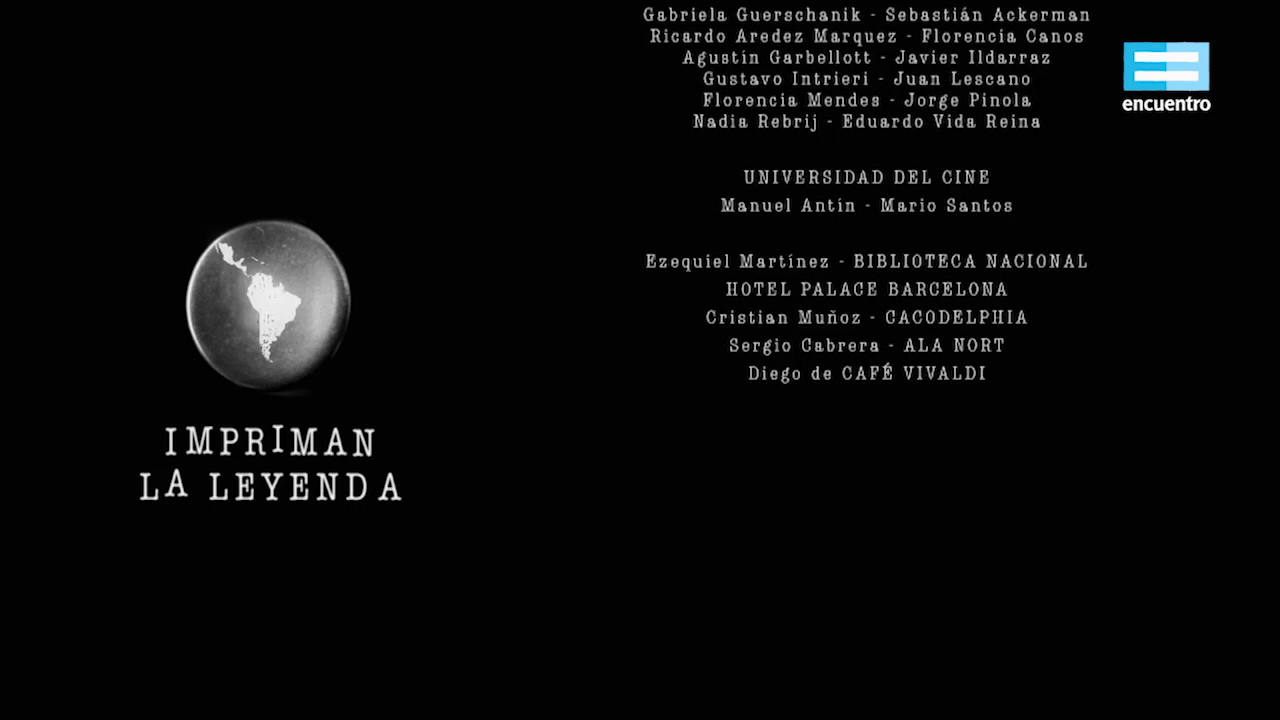 Gabriela Guerschanik - Sebastián Ackerman
Ricardo Aredez Marquez - Florencia Canos
Agustín Garbellott - Javier Ildarraz
Gustavo Intrieri - Juan Lescano
Florencia Mendes - Jorge Pinola
Nadia Rebrij - Eduardo Vida Reina
encuentro
UNIVERSIDAD DEL CINE
Manuel Antín - Mario Santos
Ezequiel Martínez - BIBLIOTECA NACIONAL
HOTEL PALACE BARCELONA
Cristian Muñoz - CACODELPHIA
Sergio Cabrera - ALA NORT
Diego de CAFÉ VIVALDI
IMPRIMAN
LA LEYENDA